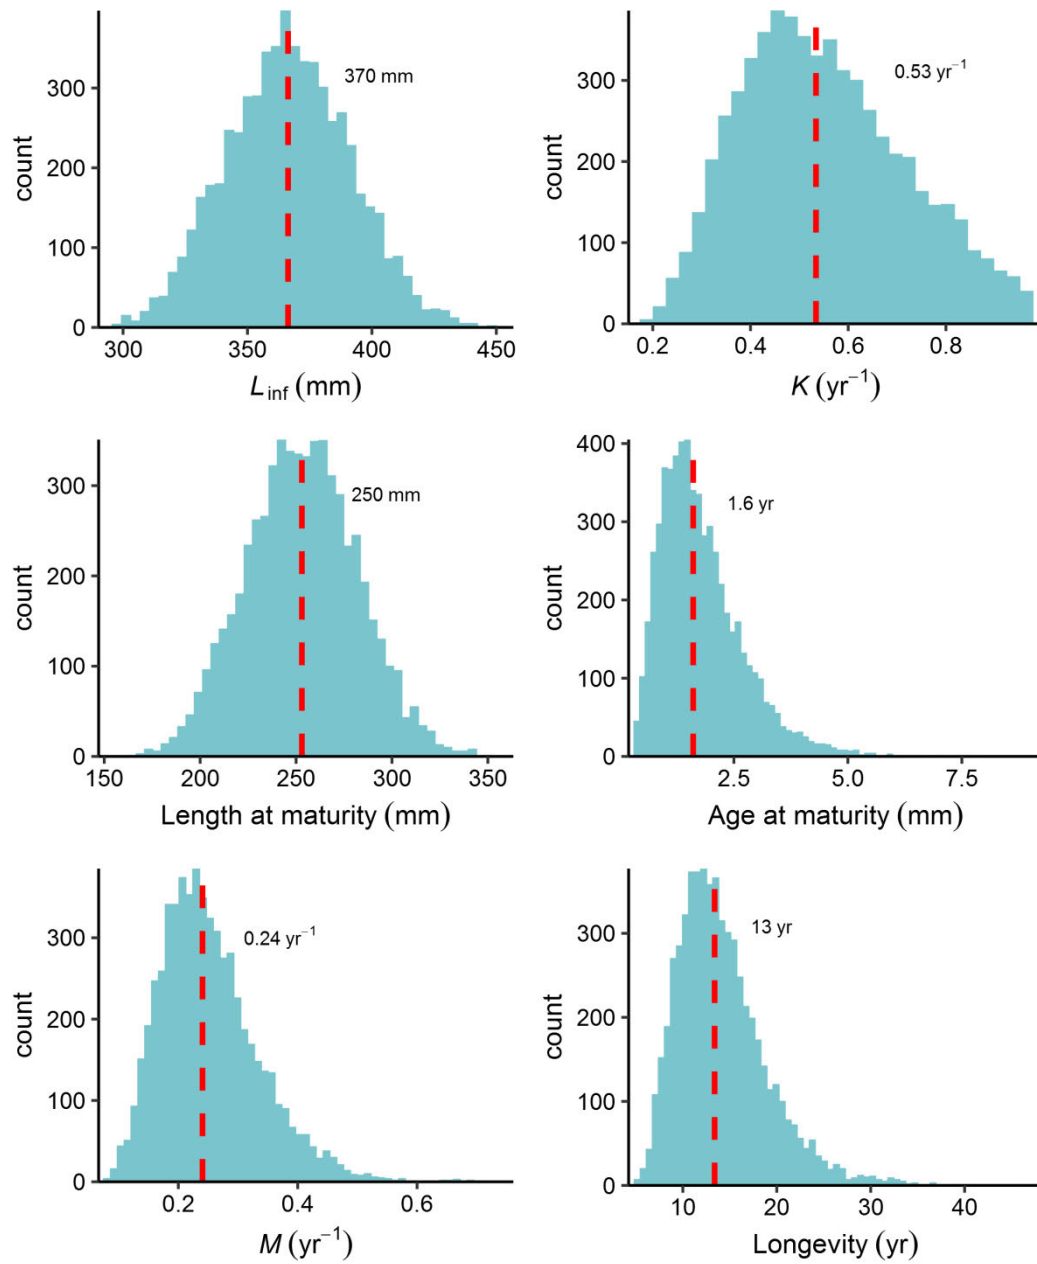 370 mm
count
300
200
100
0
300 350 400 450
L_inf (mm)
0.53 yr⁻¹
count
300
200
100
0
0.2 0.4 0.6 0.8
K (yr⁻¹)
250 mm
count
300
200
100
0
150 200 250 300 350
Length at maturity (mm)
1.6 yr
count
400
300
200
100
0
2.5 5.0 7.5
Age at maturity (mm)
0.24 yr⁻¹
count
300
200
100
0
0.2 0.4 0.6
M (yr⁻¹)
13 yr
count
300
200
100
0
10 20 30 40
Longevity (yr)